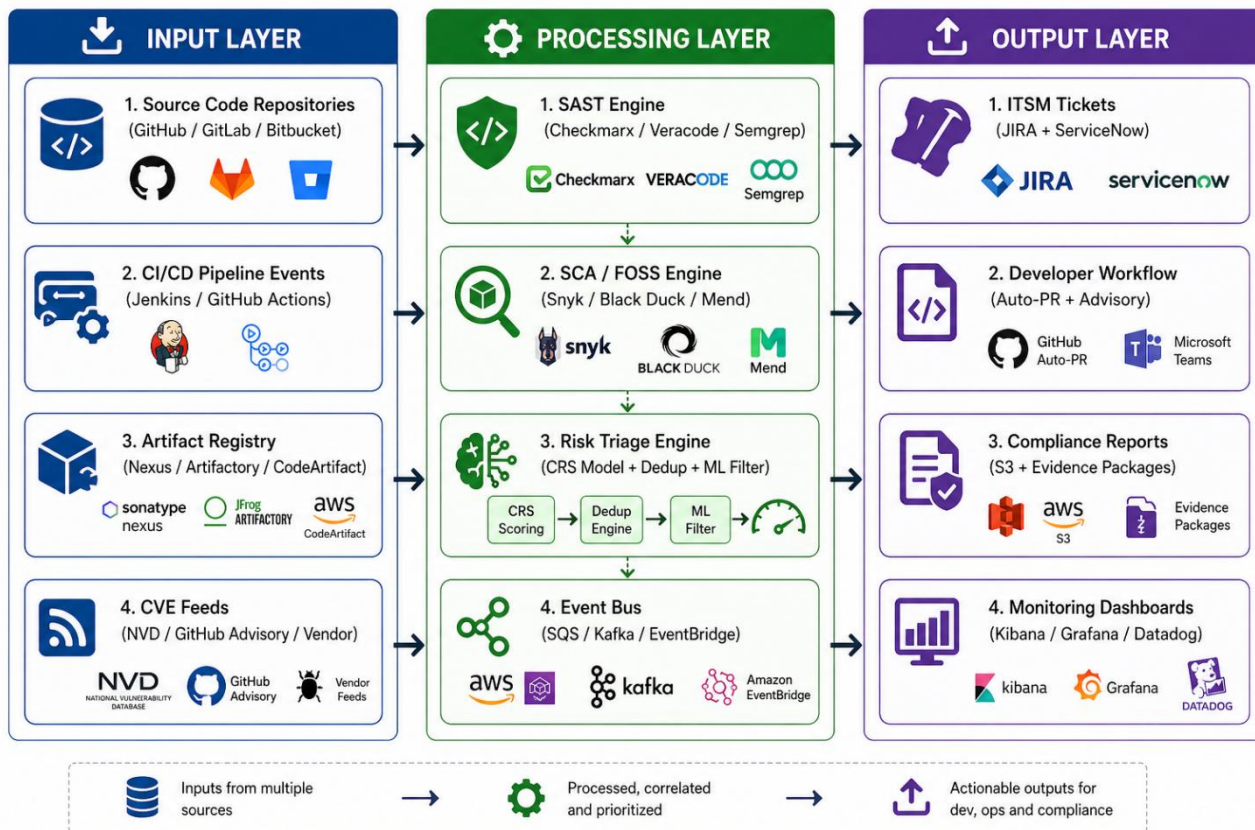 INPUT LAYER
1. Source Code Repositories
(GitHub / GitLab / Bitbucket)
</>
2. CI/CD Pipeline Events
(Jenkins / GitHub Actions)
3. Artifact Registry
(Nexus / Artifactory / CodeArtifact)
sonatype
nexus
JFrog
ARTIFACTORY
aws
CodeArtifact
4. CVE Feeds
(NVD / GitHub Advisory / Vendor)
NVD
NATIONAL VULNEERABILITY
DATABASE
GitHub
Advisory
Vendor
Feeds
PROCESSING LAYER
1. SAST Engine
(Checkmarx / Veracode / Semgrep)
</>
Checkmarx
VERACODE
Semgrep
2. SCA / FOSS Engine
(Snyk / Black Duck / Mend)
snyk
BLACK DUCK
Mend
3. Risk Triage Engine
(CRS Model + Dedup + ML Filter)
CRS
Scoring
Dedup
Engine
ML
Filter
4. Event Bus
(SQS / Kafka / EventBridge)
aws
kafka
Amazon
EventBridge
OUTPUT LAYER
1. ITSM Tickets
(JIRA + ServiceNow)
JIRA
servicenow
2. Developer Workflow
(Auto-PR + Advisory)
</>
GitHub
Auto-PR
T
Microsoft
Teams
3. Compliance Reports
(S3 + Evidence Packages)
aws
S3
Evidence
Packages
4. Monitoring Dashboards
(Kibana / Grafana / Datadog)
kibana
Grafana
DATADOG
Inputs from multiple
sources
Processed, correlated
and prioritized
Actionable outputs for
dev, ops and compliance